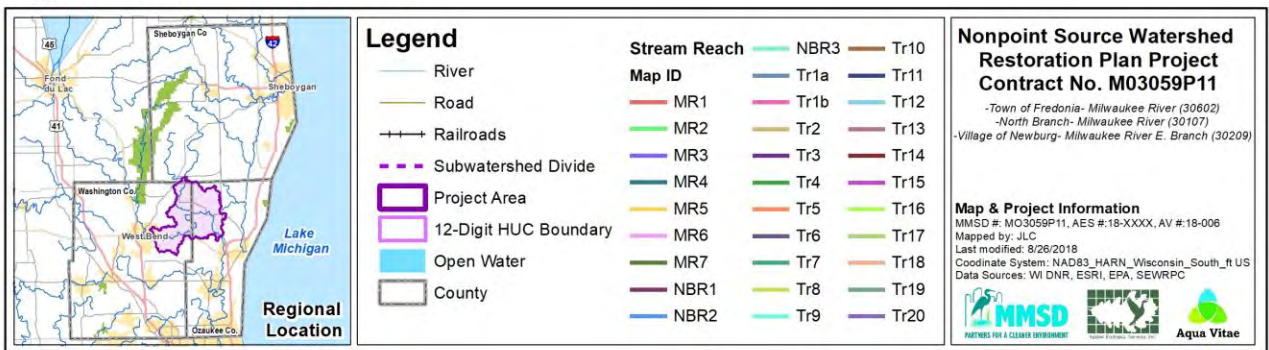 Sheboygan Co
45
42
Fond
du Lac
Sheboygan
41
Washington Co.
West Bend
Lake
Michigan
Ozaukee Co.
Regional
Location
Legend
River
Road
Railroads
Subwatershed Divide
Project Area
12-Digit HUC Boundary
Open Water
County
Stream Reach
Map ID
MR1
MR2
MR3
MR4
MR5
MR6
MR7
NBR1
NBR2
NBR3
Tr1a
Tr1b
Tr2
Tr3
Tr4
Tr5
Tr6
Tr7
Tr8
Tr9
Tr10
Tr11
Tr12
Tr13
Tr14
Tr15
Tr16
Tr17
Tr18
Tr19
Tr20
Nonpoint Source Watershed
Restoration Plan Project
Contract No. M03059P11
-Town of Fredonia- Milwaukee River (30602)
-North Branch- Milwaukee River (30107)
-Village of Newburg- Milwaukee River E. Branch (30209)
Map & Project Information
MMSD #: MO3059P11, AES #:18-XXXX, AV #:18-006
Mapped by: JLC
Last modified: 8/26/2018
Coodinate System: NAD83_HARN_Wisconsin_South_ft US
Data Sources: WI DNR, ESRI, EPA, SEWRPC
MMSD
PARTNERS FOR A CLEANER ENVIRONMENT
Applied Ecological Services, Inc.
Aqua Vitae